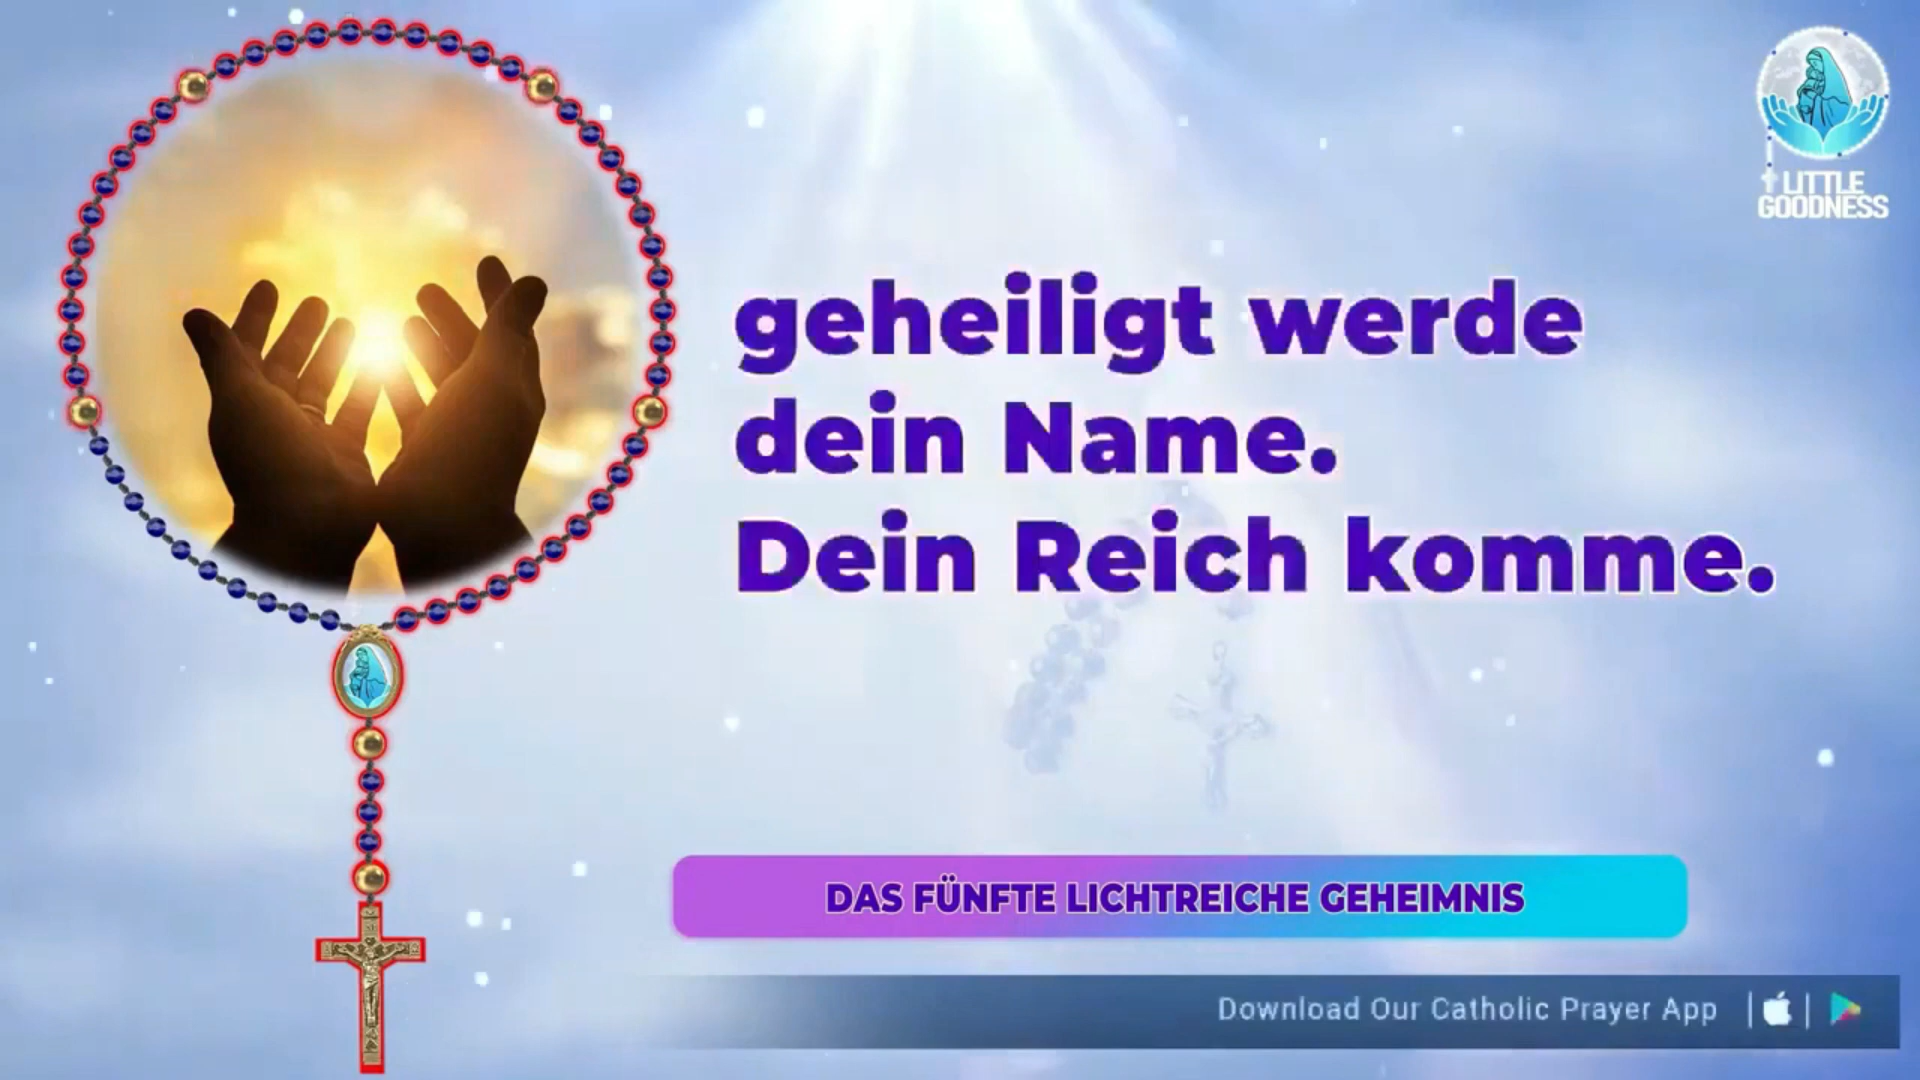 LITTLE
GOODNESS
geheiligt werde
dein Name.
Dein Reich komme.
DAS FÜNFTE LICHTREICHE GEHEIMNIS
Download Our Catholic Prayer App